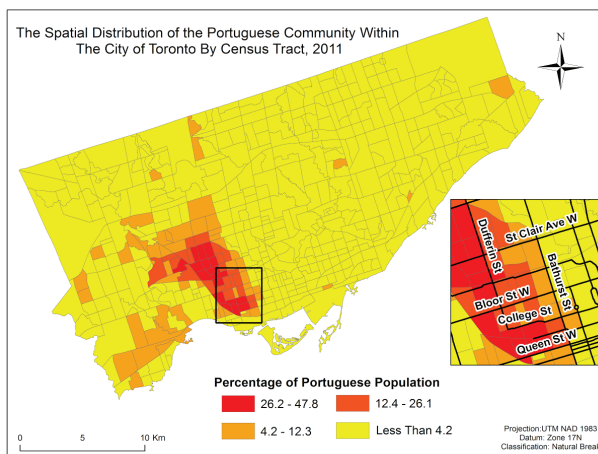 The Spatial Distribution of the Portuguese Community Within
The City of Toronto By Census Tract, 2011
N
Dufferin St
St Clair Ave W
Bathurst St
Bloor St W
College St
Queen St W
Percentage of Portuguese Population
26.2 - 47.8
12.4 - 26.1
4.2 - 12.3
Less Than 4.2
0 5 10 Km
Projection:UTM NAD 1983
Datum: Zone 17N
Classification: Natural Break